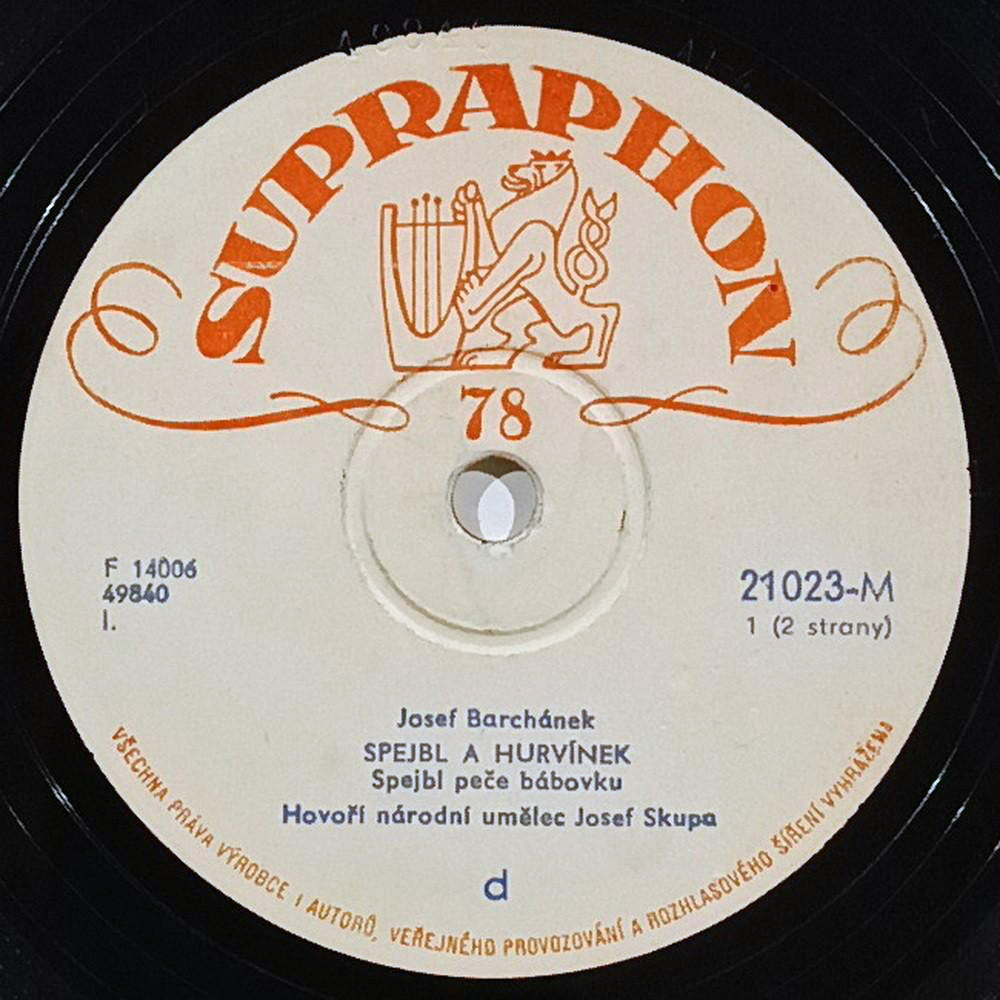 SUPRAPHON
78
F 14006
49840
I.
21023-M
1 (2 strany)
Josef Barchánek
SPEJBL A HURVÍNEK
Spejbl peče bábovku
Hovoří národní umělec Josef Skupa
d
VŠECHNA PRÁVA VÝROBCE I AUTORŮ, VEŘEJNÉHO PROVOZOVÁNÍ A ROZHLASOVÉHO ŠÍŘENÍ VYHRAŽENA